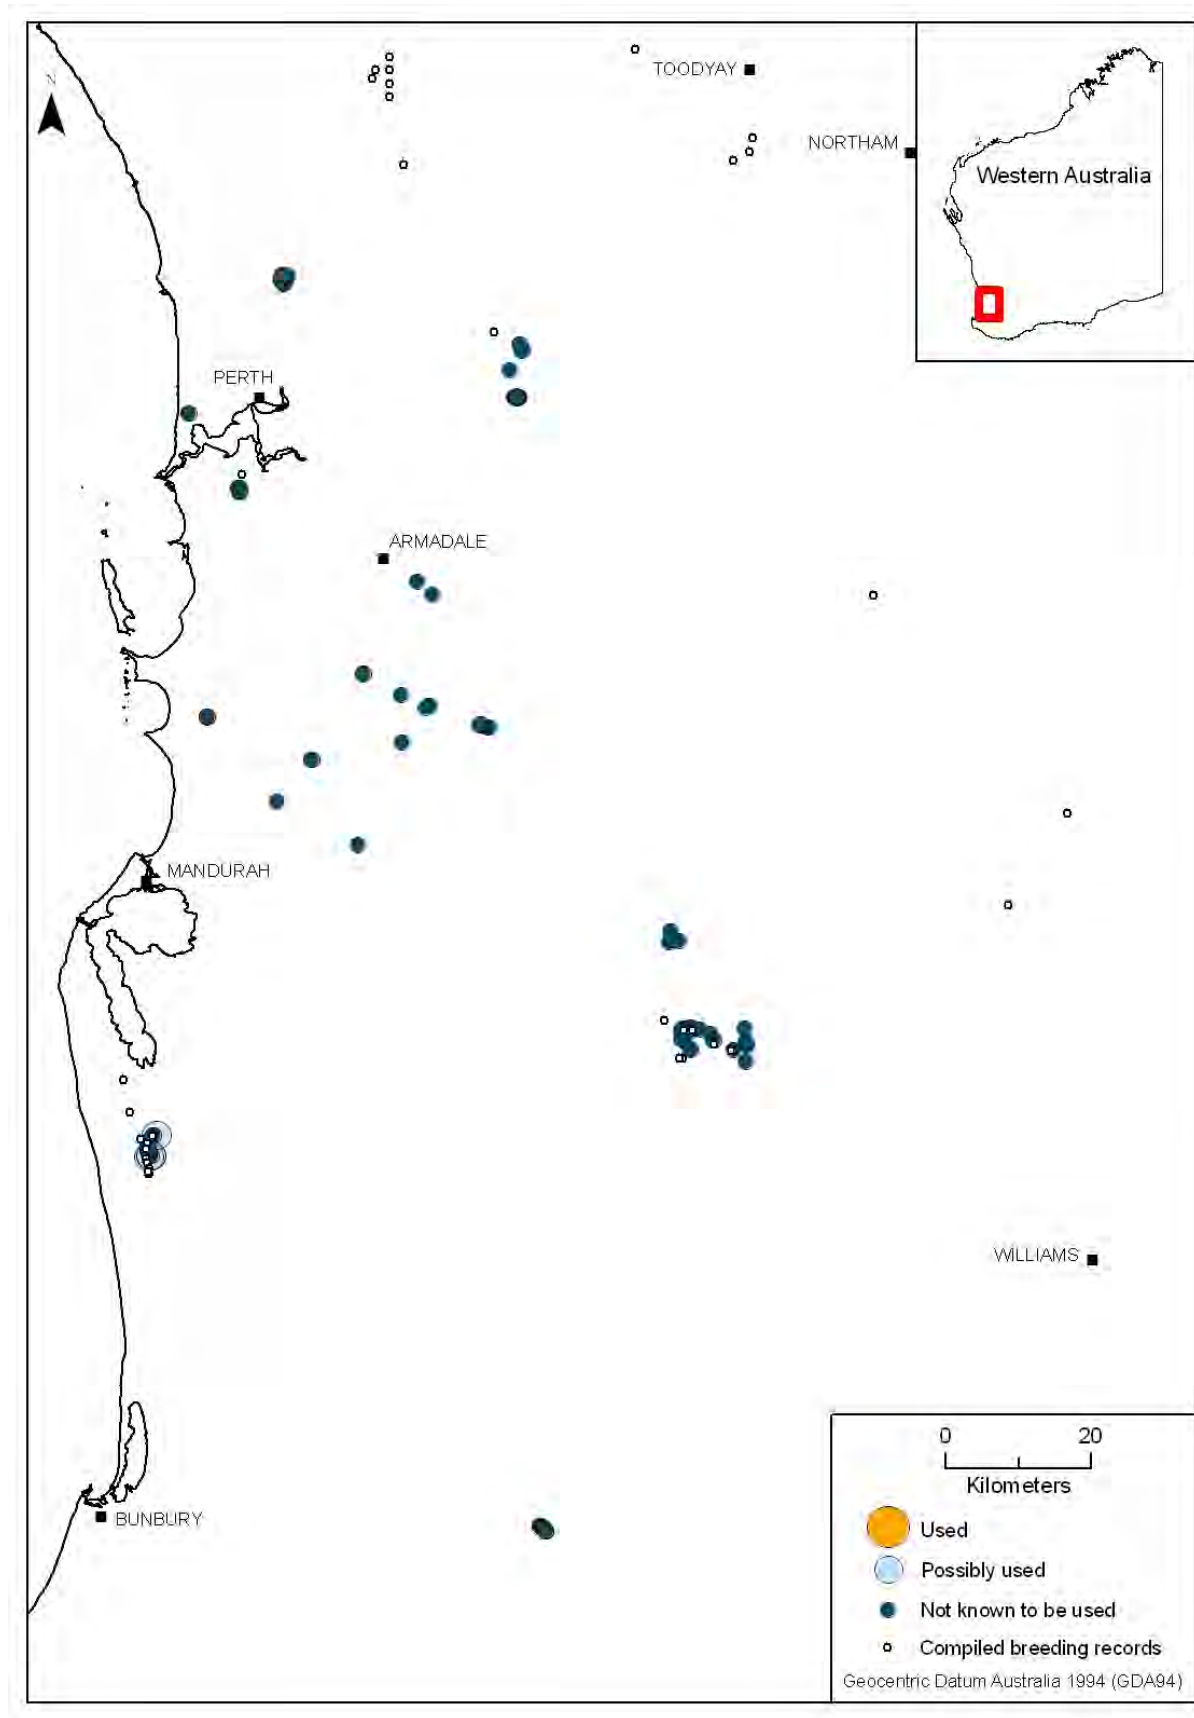 N
TOODYAY
NORTHAM
Western Australia
PERTH
ARMADALE
MANDURAH
WILLIAMS
BUNBURY
0 20
Kilometers
Used
Possibly used
Not known to be used
Compiled breeding records
Geocentric Datum Australia 1994 (GDA94)